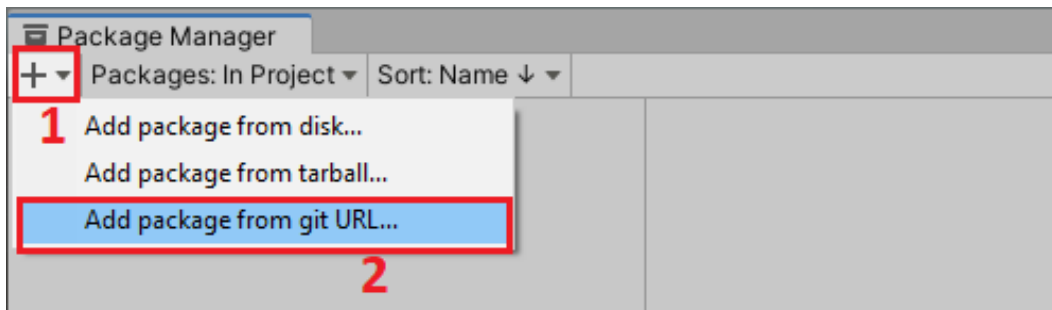 Package Manager
+ Packages: In Project Sort: Name ↓
1 Add package from disk...
Add package from tarball...
Add package from git URL...
2